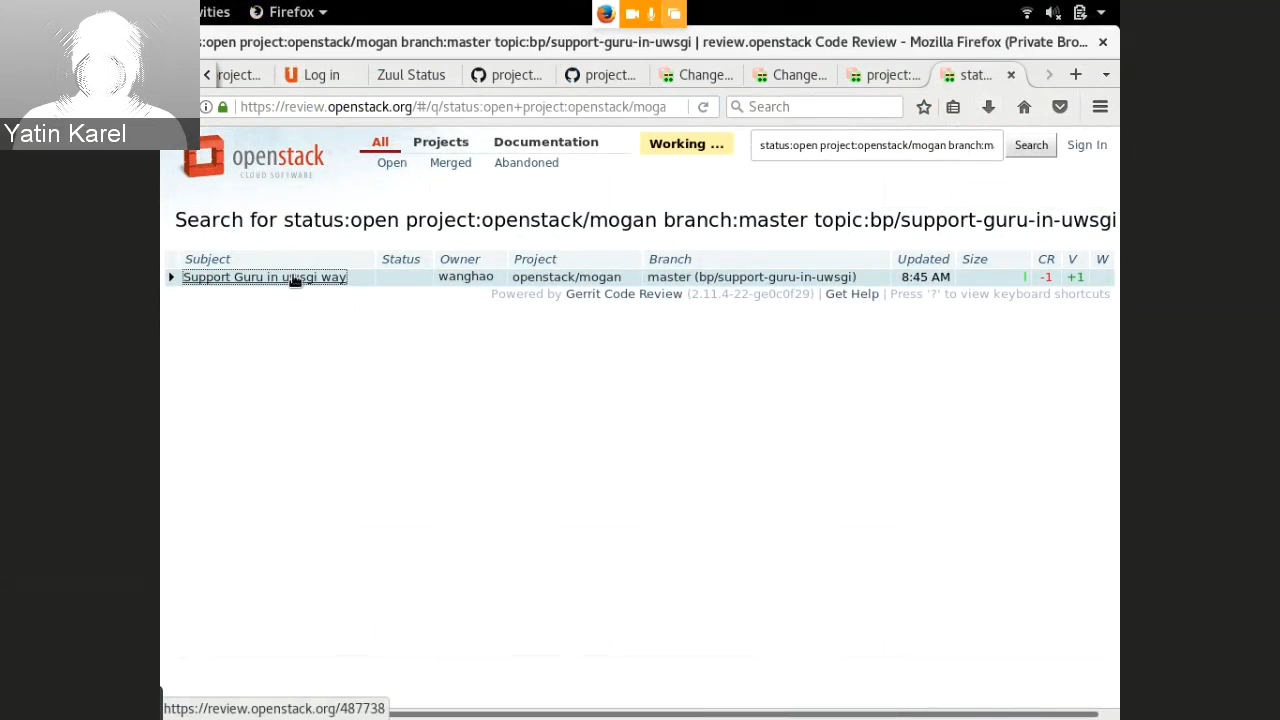 vities
Firefox
:open project:openstack/mogan branch:master topic:bp/support-guru-in-uwsgi | review.openstack Code Review - Mozilla Firefox (Private Bro...
roject...
Log in
Zuul Status
project...
project...
Change...
Change...
project:...
stat...
https://review.openstack.org/#/q/status:open+project:openstack/moga
Search
Yatin Karel
openstack
CLOUD SOFTWARE
All
Projects
Documentation
Open
Merged
Abandoned
Working ...
status:open project:openstack/mogan branch:m
Search
Sign In
Search for status:open project:openstack/mogan branch:master topic:bp/support-guru-in-uwsgi
Subject Status Owner Project Branch Updated Size CR V W
Support Guru in uwsgi way wanghao openstack/mogan master (bp/support-guru-in-uwsgi) 8:45 AM -1 +1
Powered by Gerrit Code Review (2.11.4-22-ge0c0f29) | Get Help | Press '?' to view keyboard shortcuts
https://review.openstack.org/487738